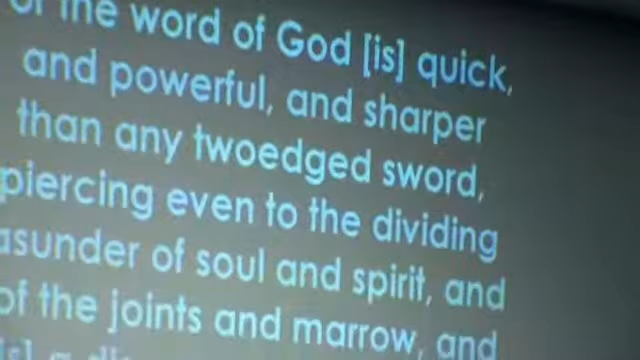 the word of God [is] quick,
and powerful, and sharper
than any twoedged sword,
piercing even to the dividing
asunder of soul and spirit, and
of the joints and marrow, and